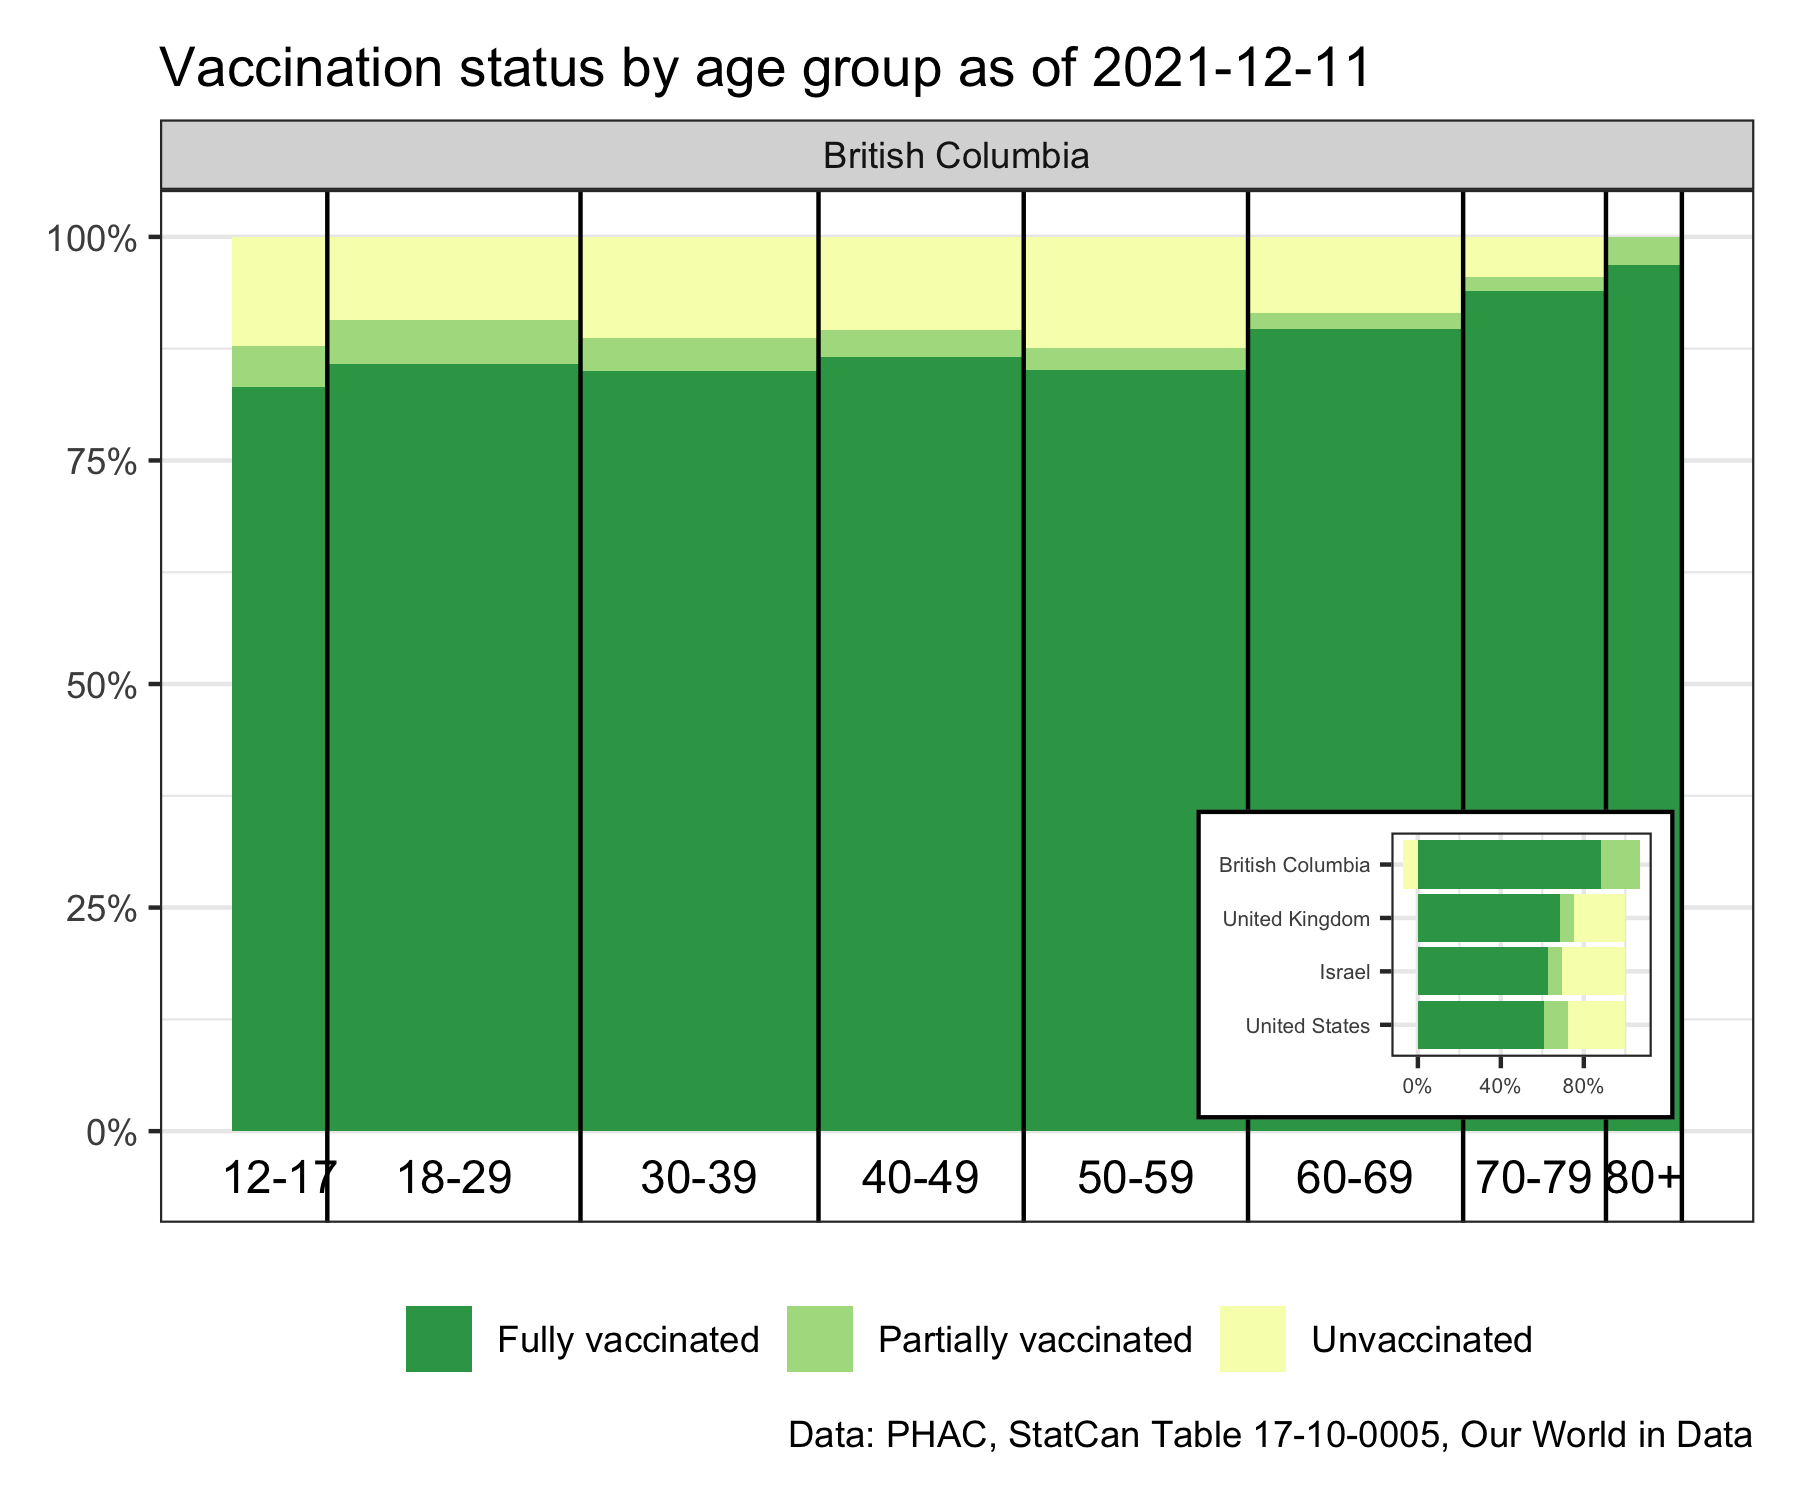 Vaccination status by age group as of 2021-12-11
British Columbia
100%
75%
50%
25%
0%
British Columbia
United Kingdom
Israel
United States
0% 40% 80%
12-17 18-29 30-39 40-49 50-59 60-69 70-79 80+
Fully vaccinated Partially vaccinated Unvaccinated
Data: PHAC, StatCan Table 17-10-0005, Our World in Data